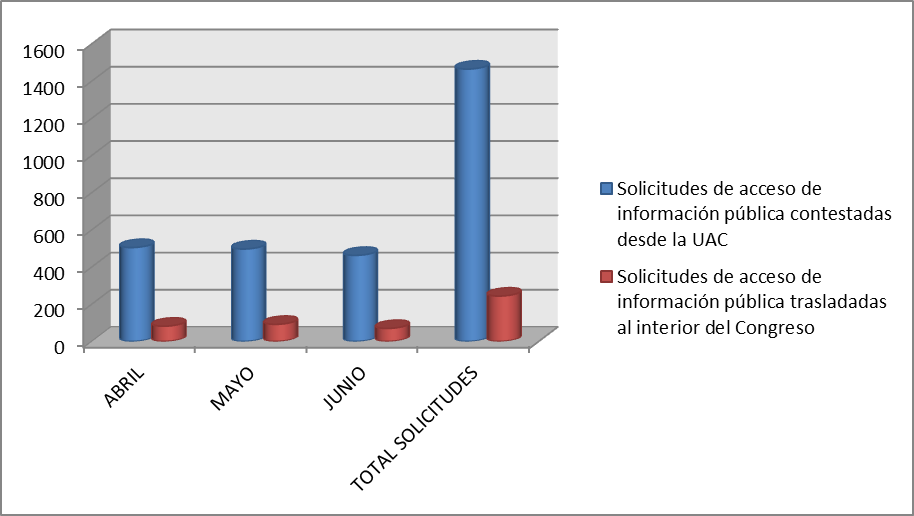 1600
1400
1200
1000
800
600
400
200
0
ABRIL
MAYO
JUNIO
TOTAL SOLICITUDES
Solicitudes de acceso de
información pública contestadas
desde la UAC
Solicitudes de acceso de
información pública trasladadas
al interior del Congreso